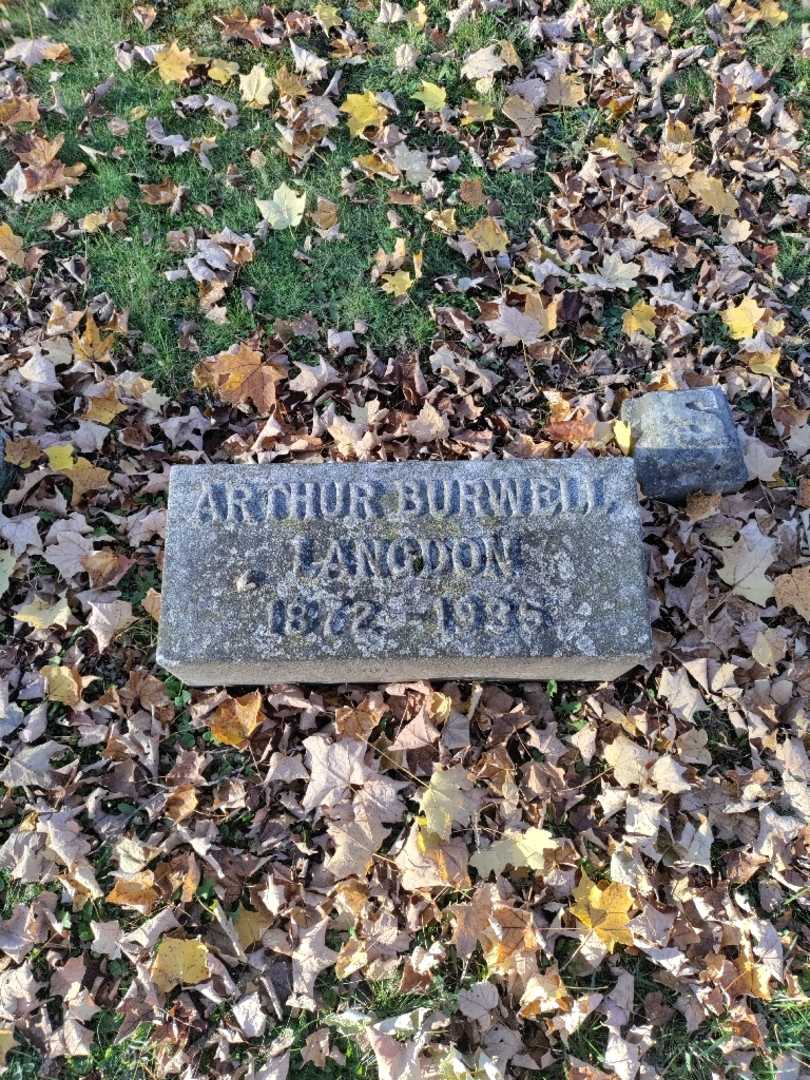 ARTHUR BURWELL
LANGDON
1872 - 1935
S